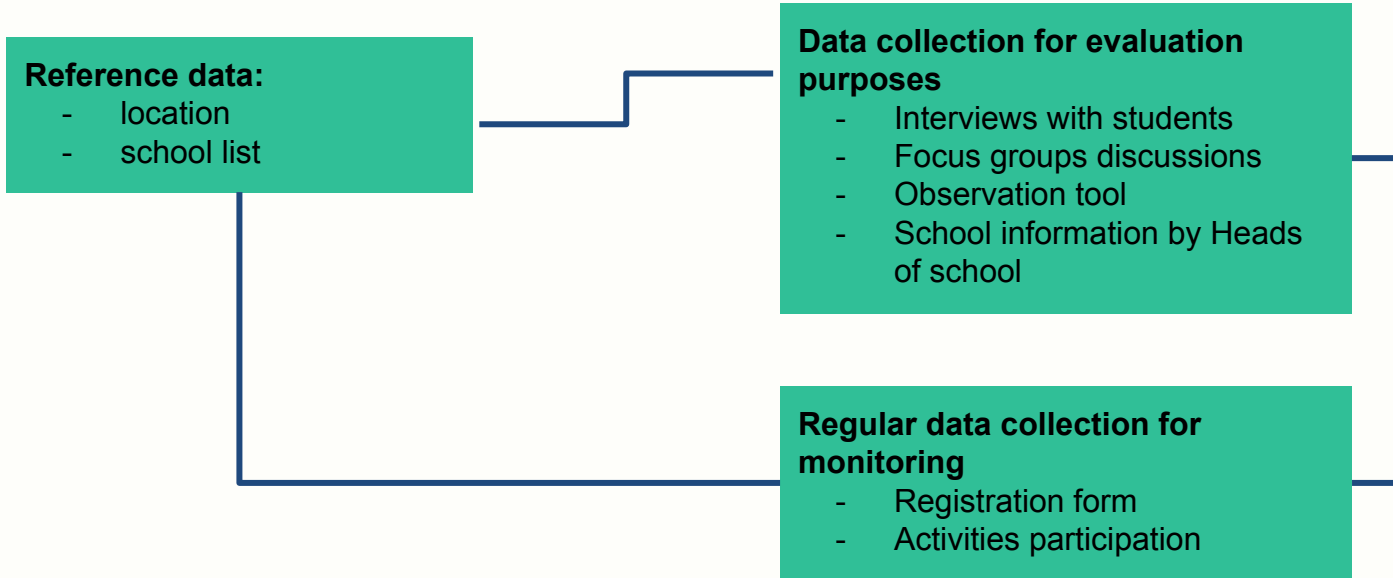 Reference data:
- location
- school list
Data collection for evaluation
purposes
- Interviews with students
- Focus groups discussions
- Observation tool
- School information by Heads
of school
Regular data collection for
monitoring
- Registration form
- Activities participation